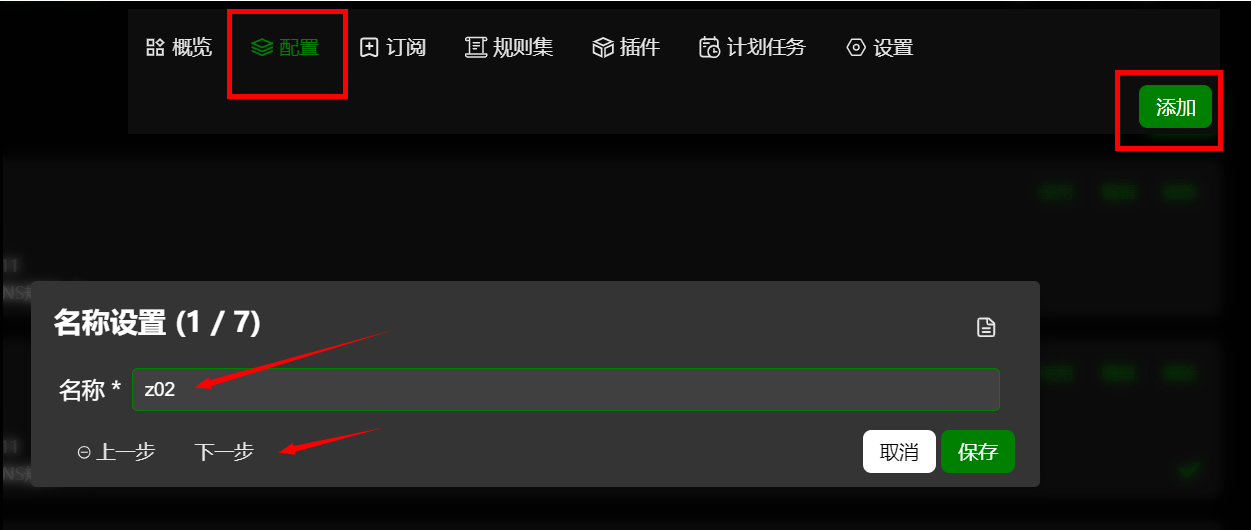 概览 配置 订阅 规则集 插件 计划任务 设置
添加
11
名称设置 (1 / 7)
名称 * z02
上一步 下一步 取消 保存
11